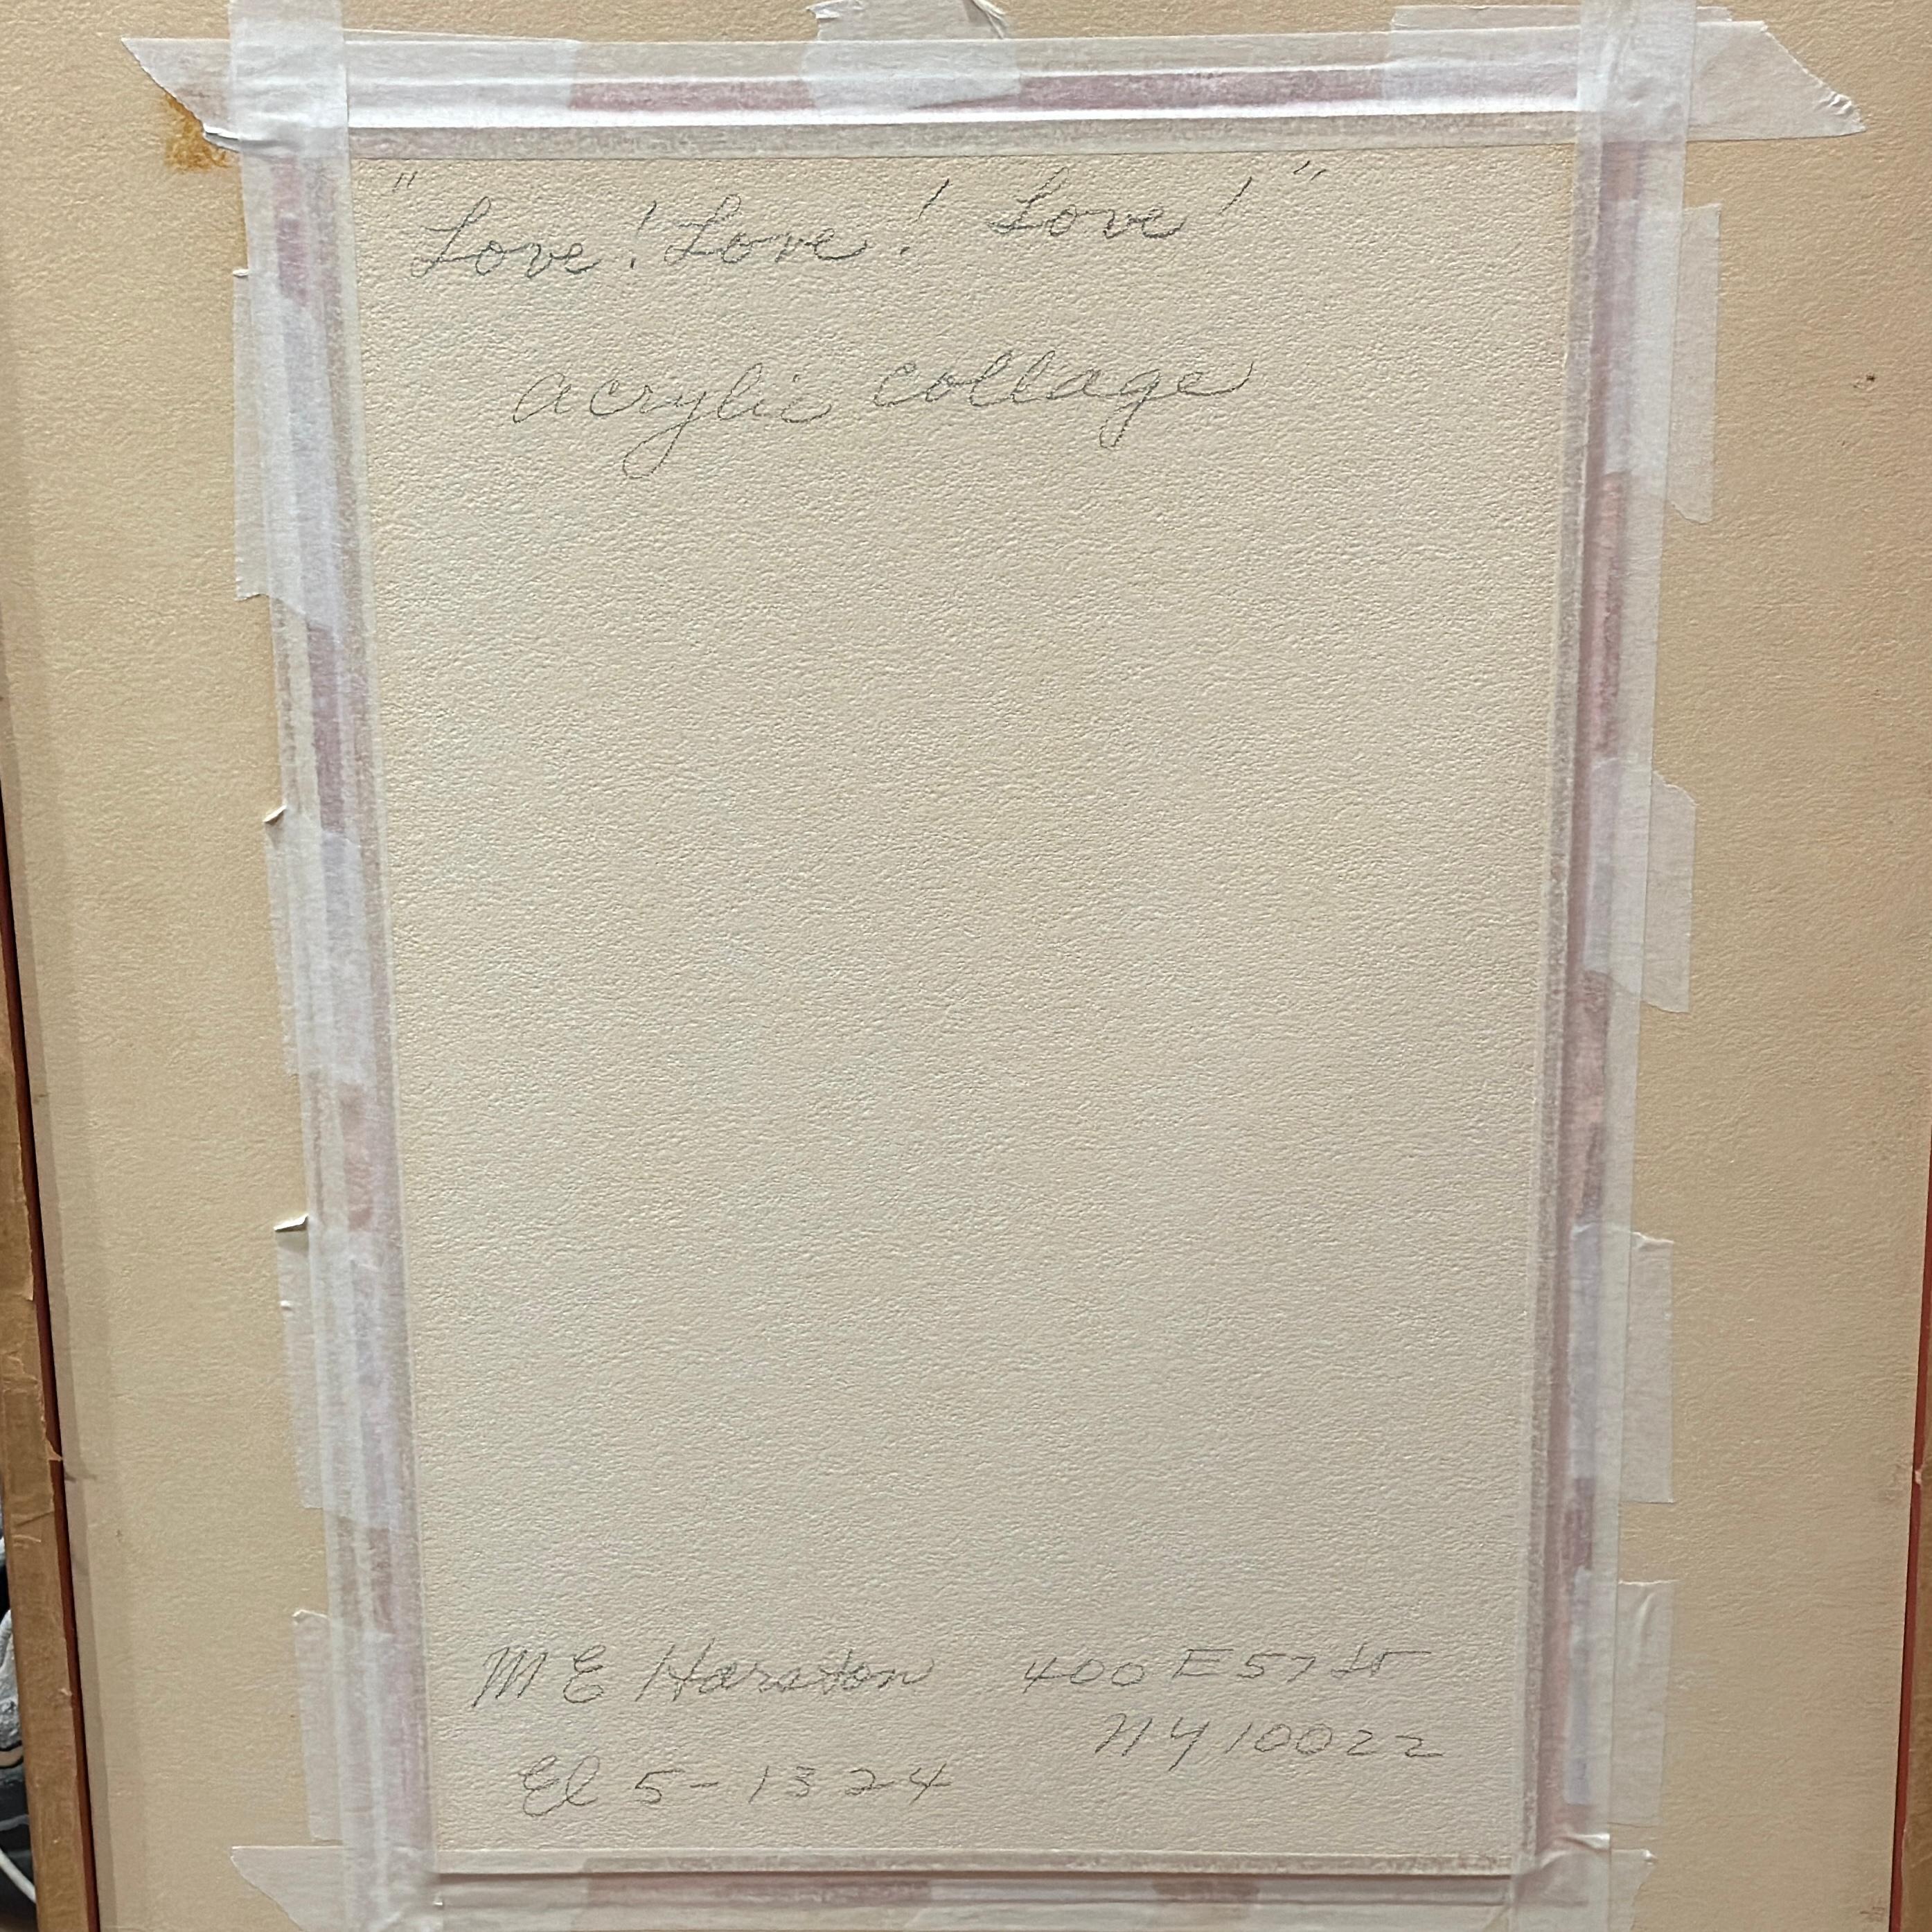 "Love! Love! Love!"
acrylic collage
M E Harston 400 E 57 St
NY 10022
El 5-1324